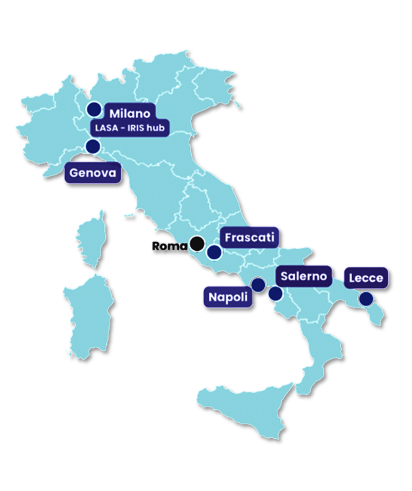 Milano
LASA - IRIS hub
Genova
Frascati
Roma
Salerno
Lecce
Napoli